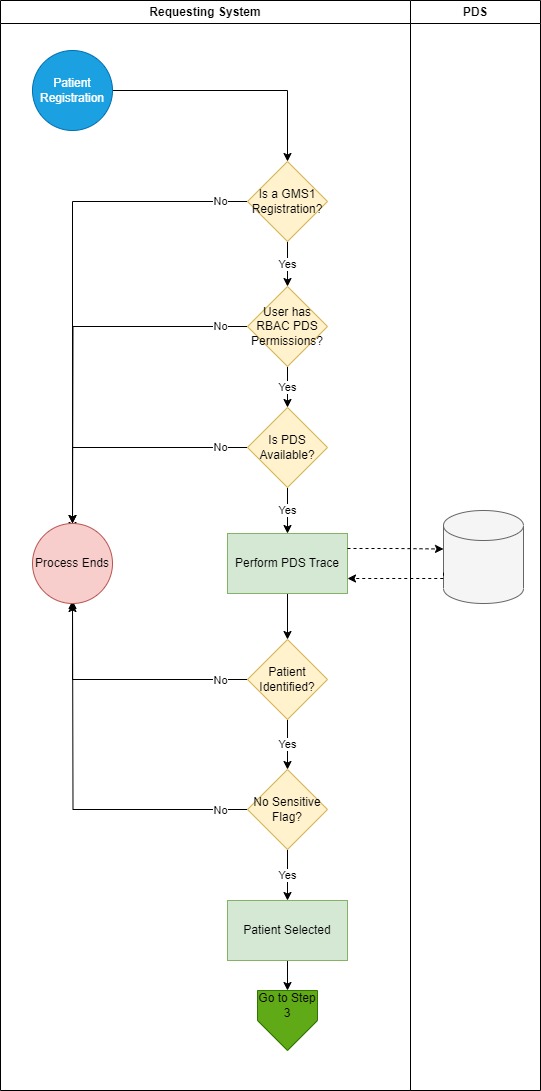 Requesting System
PDS
Patient
Registration
Is a GMS1
Registration?
No
Yes
User has
RBAC PDS
Permissions?
No
Yes
Is PDS
Available?
No
Yes
Process Ends
Perform PDS Trace
Patient
Identified?
No
Yes
No Sensitive
Flag?
No
Yes
Patient Selected
Go to Step
3